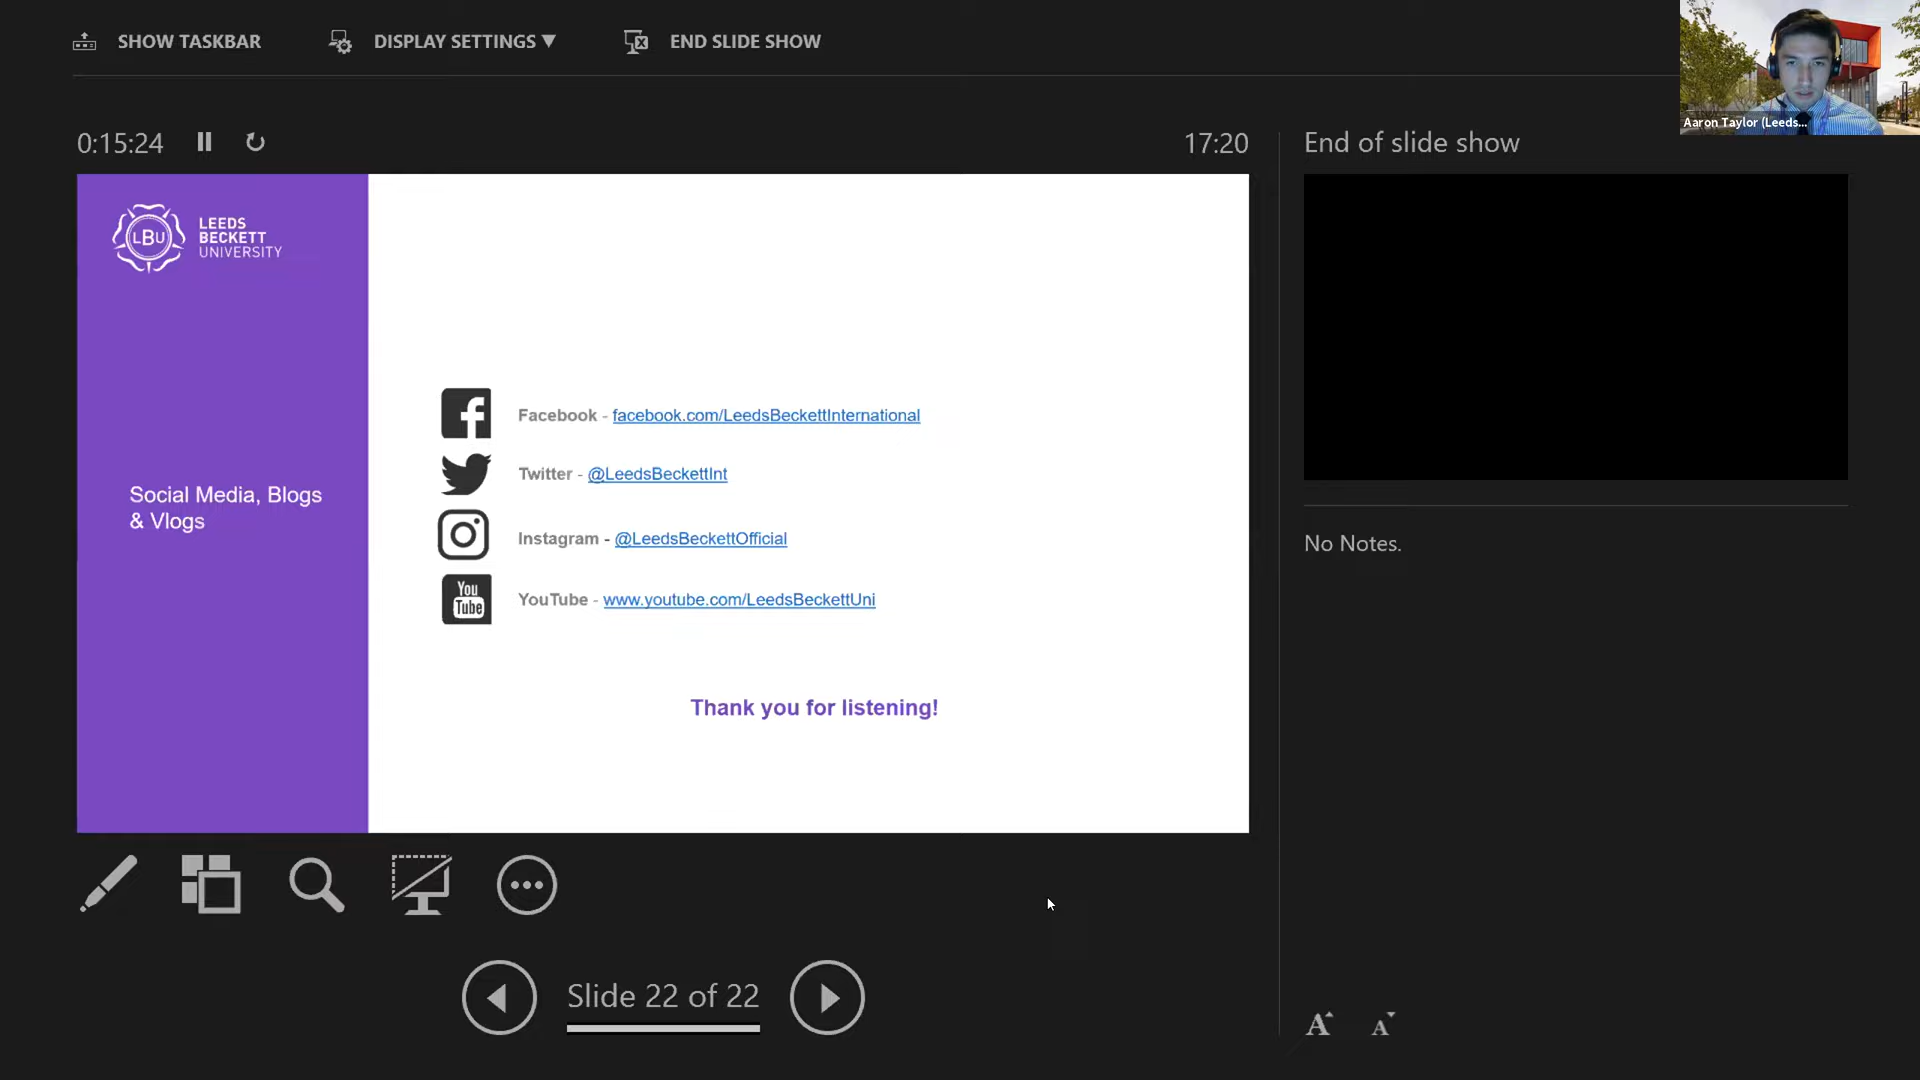 SHOW TASKBAR
DISPLAY SETTINGS ▼
END SLIDE SHOW
Aaron Taylor (Leeds...
0:15:24
17:20
End of slide show
LBU
LEEDS
BECKETT
UNIVERSITY
Social Media, Blogs
& Vlogs
Facebook - facebook.com/LeedsBeckettInternational
Twitter - @LeedsBeckettInt
Instagram - @LeedsBeckettOfficial
You
Tube
YouTube - www.youtube.com/LeedsBeckettUni
Thank you for listening!
No Notes.
Slide 22 of 22
A
A